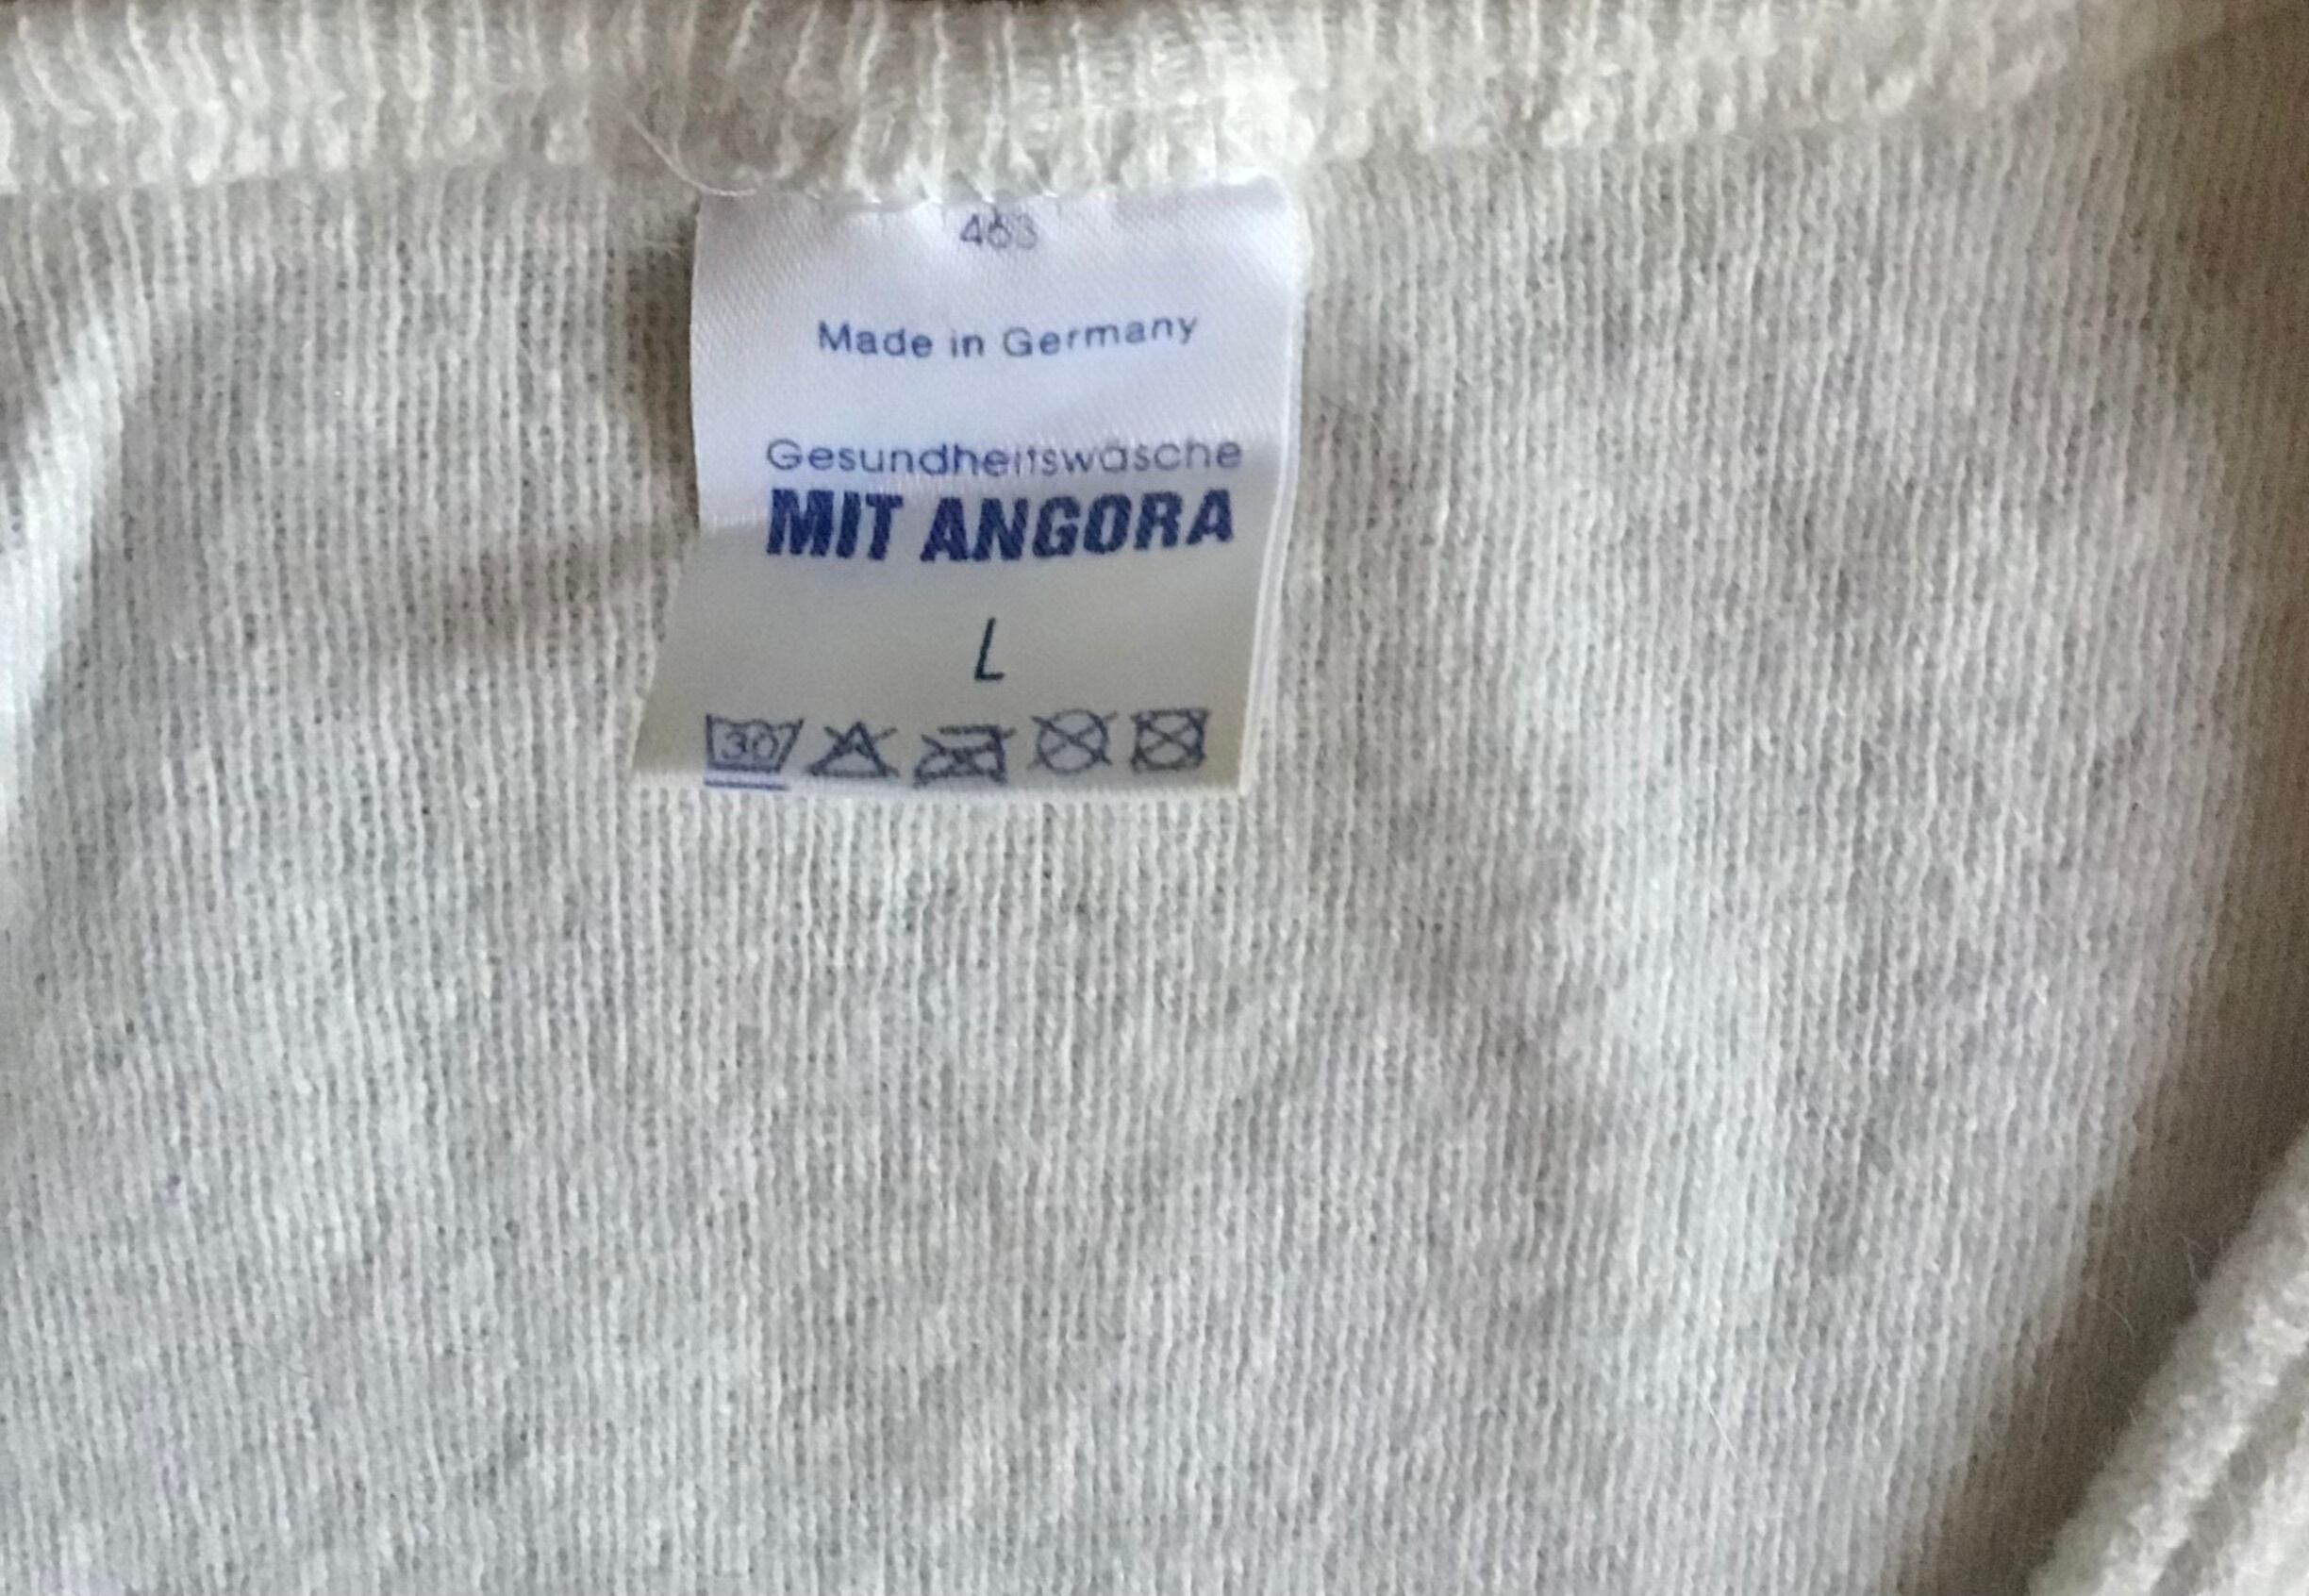 463
Made in Germany
Gesundheitswäsche
MIT ANGORA
L
30